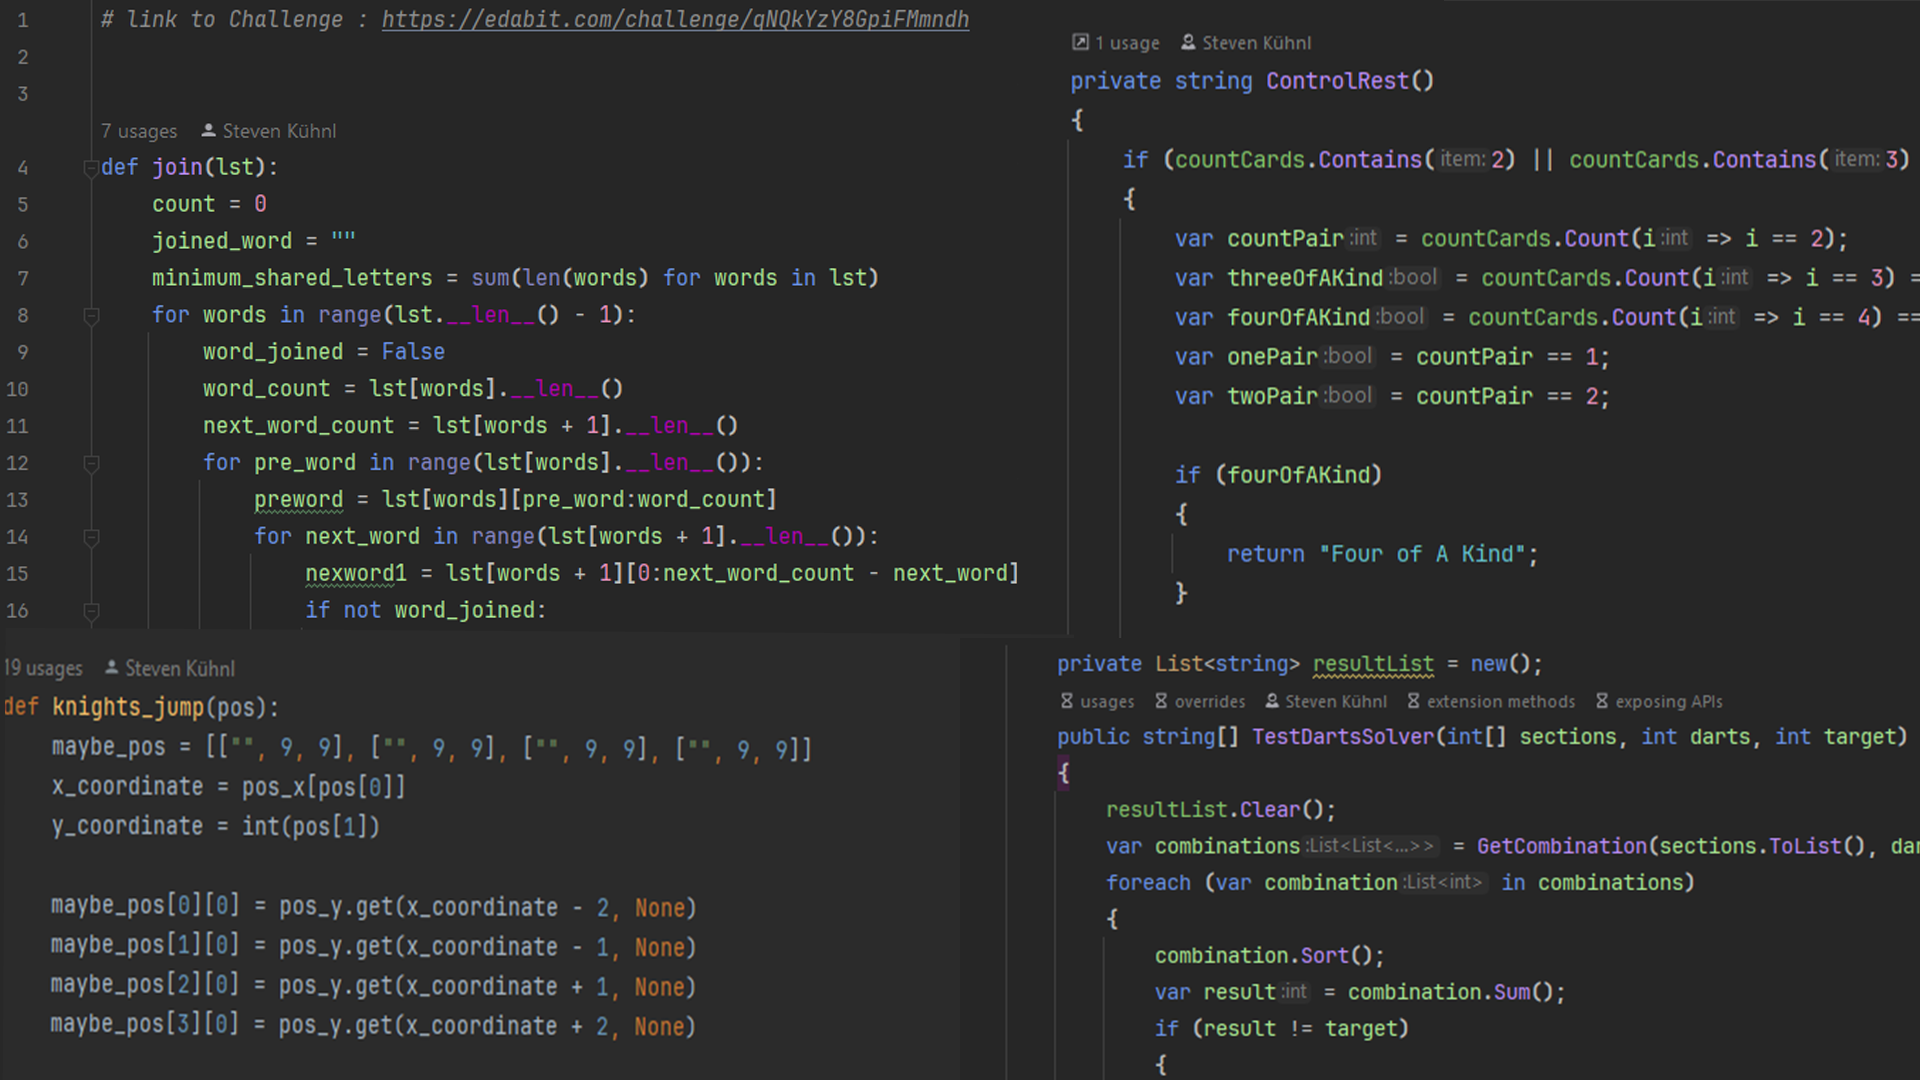 1 # link to Challenge : https://edabit.com/challenge/gNQkYzY8GpiFMmndh
2
3
7 usages Steven Kühnl
4 def join(lst):
5 count = 0
6 joined_word = ""
7 minimum_shared_letters = sum(len(words) for words in lst)
8 for words in range(lst.__len__() - 1):
9 word_joined = False
10 word_count = lst[words].__len__()
11 next_word_count = lst[words + 1].__len__()
12 for pre_word in range(lst[words].__len__()):
13 preword = lst[words][pre_word:word_count]
14 for next_word in range(lst[words + 1].__len__()):
15 nexword1 = lst[words + 1][0:next_word_count - next_word]
16 if not word_joined:
1 usage Steven Kühnl
private string ControlRest()
{
if (countCards.Contains(item: 2) || countCards.Contains(item: 3)
{
var countPair:int = countCards.Count(i:int => i == 2);
var threeOfAKind:bool = countCards.Count(i:int => i == 3) =
var fourOfAKind:bool = countCards.Count(i:int => i == 4) ==
var onePair:bool = countPair == 1;
var twoPair:bool = countPair == 2;
if (fourOfAKind)
{
return "Four of A Kind";
}
19 usages Steven Kühnl
def knights_jump(pos):
maybe_pos = [["", 9, 9], ["", 9, 9], ["", 9, 9], ["", 9, 9]]
x_coordinate = pos_x[pos[0]]
y_coordinate = int(pos[1])
maybe_pos[0][0] = pos_y.get(x_coordinate - 2, None)
maybe_pos[1][0] = pos_y.get(x_coordinate - 1, None)
maybe_pos[2][0] = pos_y.get(x_coordinate + 1, None)
maybe_pos[3][0] = pos_y.get(x_coordinate + 2, None)
private List<string> resultList = new();
usages overrides Steven Kühnl extension methods exposing APIs
public string[] TestDartsSolver(int[] sections, int darts, int target)
{
resultList.Clear();
var combinations:List<List<...>> = GetCombination(sections.ToList(), dar
foreach (var combination:List<int> in combinations)
{
combination.Sort();
var result:int = combination.Sum();
if (result != target)
{